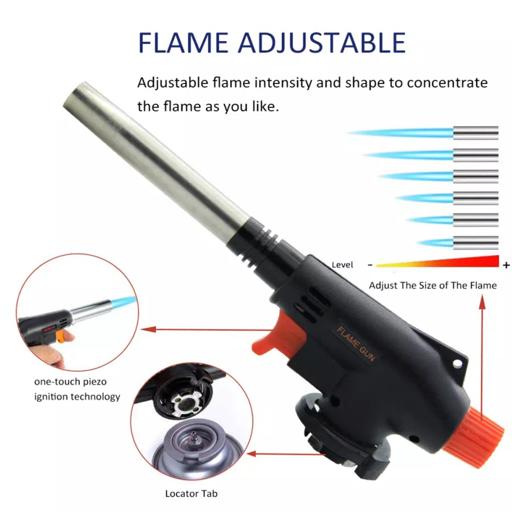 FLAME ADJUSTABLE
Adjustable flame intensity and shape to concentrate
the flame as you like.
Level - +
Adjust The Size of The Flame
FLAME GUN
one-touch piezo
ignition technology
Locator Tab